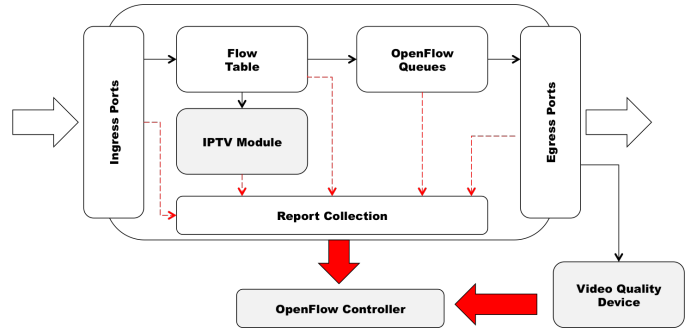 Ingress Ports
Flow
Table
OpenFlow
Queues
Egress Ports
IPTV Module
Report Collection
Video Quality
Device
OpenFlow Controller